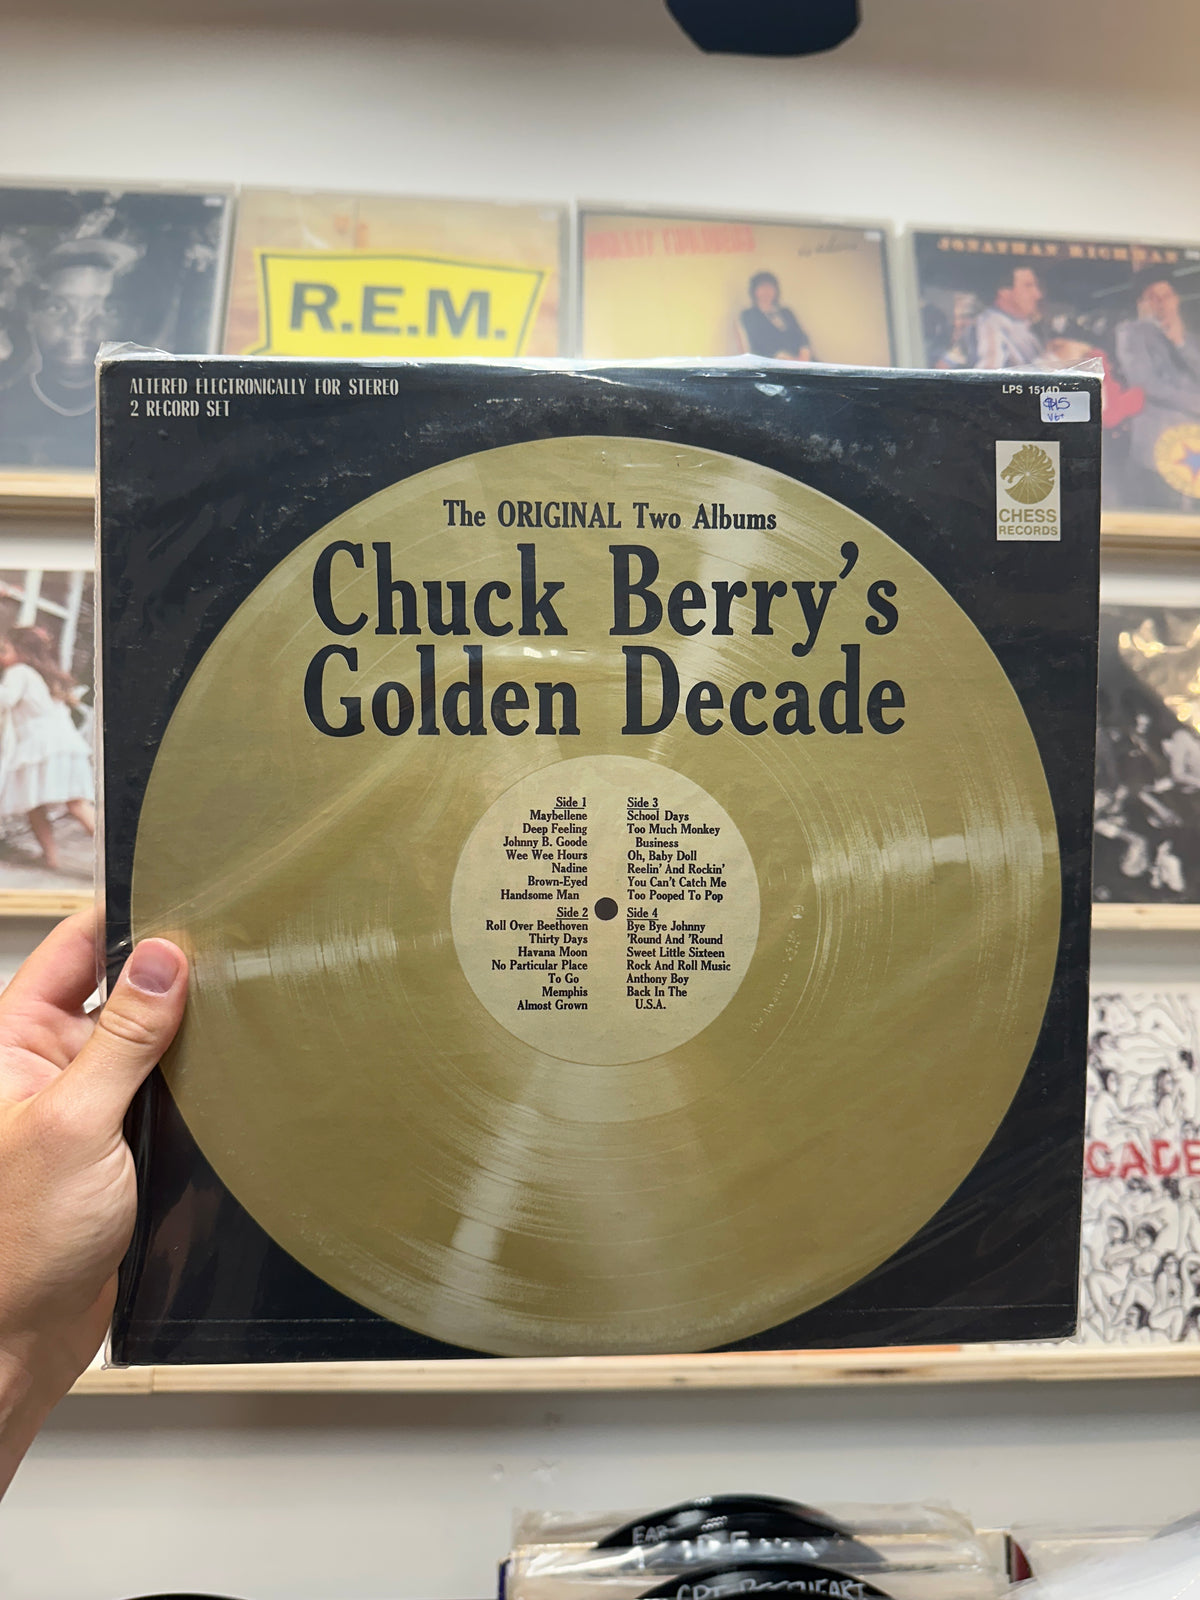 R.E.M.
JONATHAN RICHMAN
ALTERED ELECTRONICALLY FOR STEREO
2 RECORD SET
LPS 1514D
$15
VG+
CHESS
RECORDS
The ORIGINAL Two Albums
Chuck Berry's
Golden Decade
Side 1
Maybellene
Deep Feeling
Johnny B. Goode
Wee Wee Hours
Nadine
Brown-Eyed
Handsome Man
Side 2
Roll Over Beethoven
Thirty Days
Havana Moon
No Particular Place
To Go
Memphis
Almost Grown
Side 3
School Days
Too Much Monkey
Business
Oh, Baby Doll
Reelin' And Rockin'
You Can't Catch Me
Too Pooped To Pop
Side 4
Bye Bye Johnny
'Round And 'Round
Sweet Little Sixteen
Rock And Roll Music
Anthony Boy
Back In The
U.S.A.